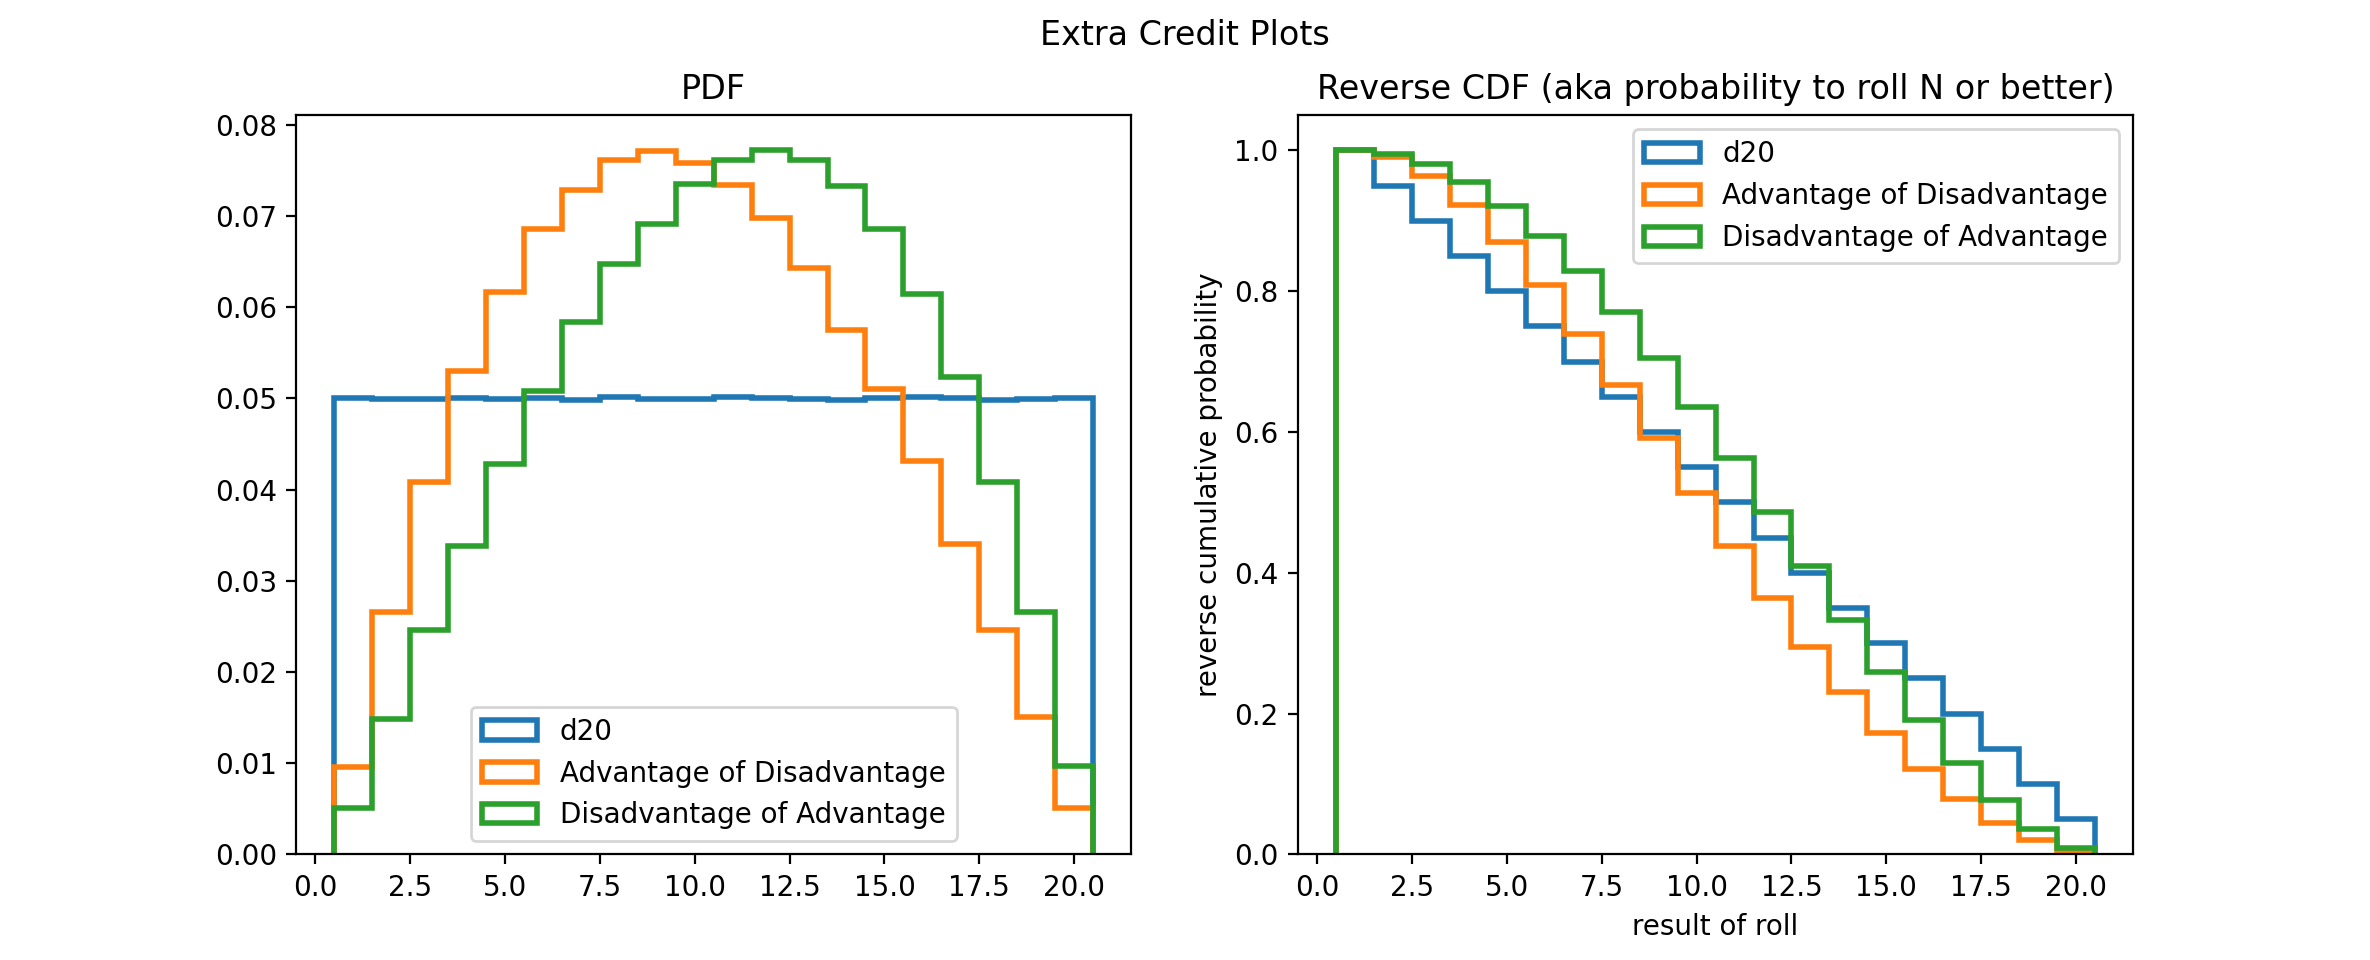 Extra Credit Plots
PDF
0.08
0.07
0.06
0.05
0.04
0.03
0.02
0.01
0.00
0.0 2.5 5.0 7.5 10.0 12.5 15.0 17.5 20.0
d20
Advantage of Disadvantage
Disadvantage of Advantage
Reverse CDF (aka probability to roll N or better)
reverse cumulative probability
1.0
0.8
0.6
0.4
0.2
0.0
0.0 2.5 5.0 7.5 10.0 12.5 15.0 17.5 20.0
result of roll
d20
Advantage of Disadvantage
Disadvantage of Advantage